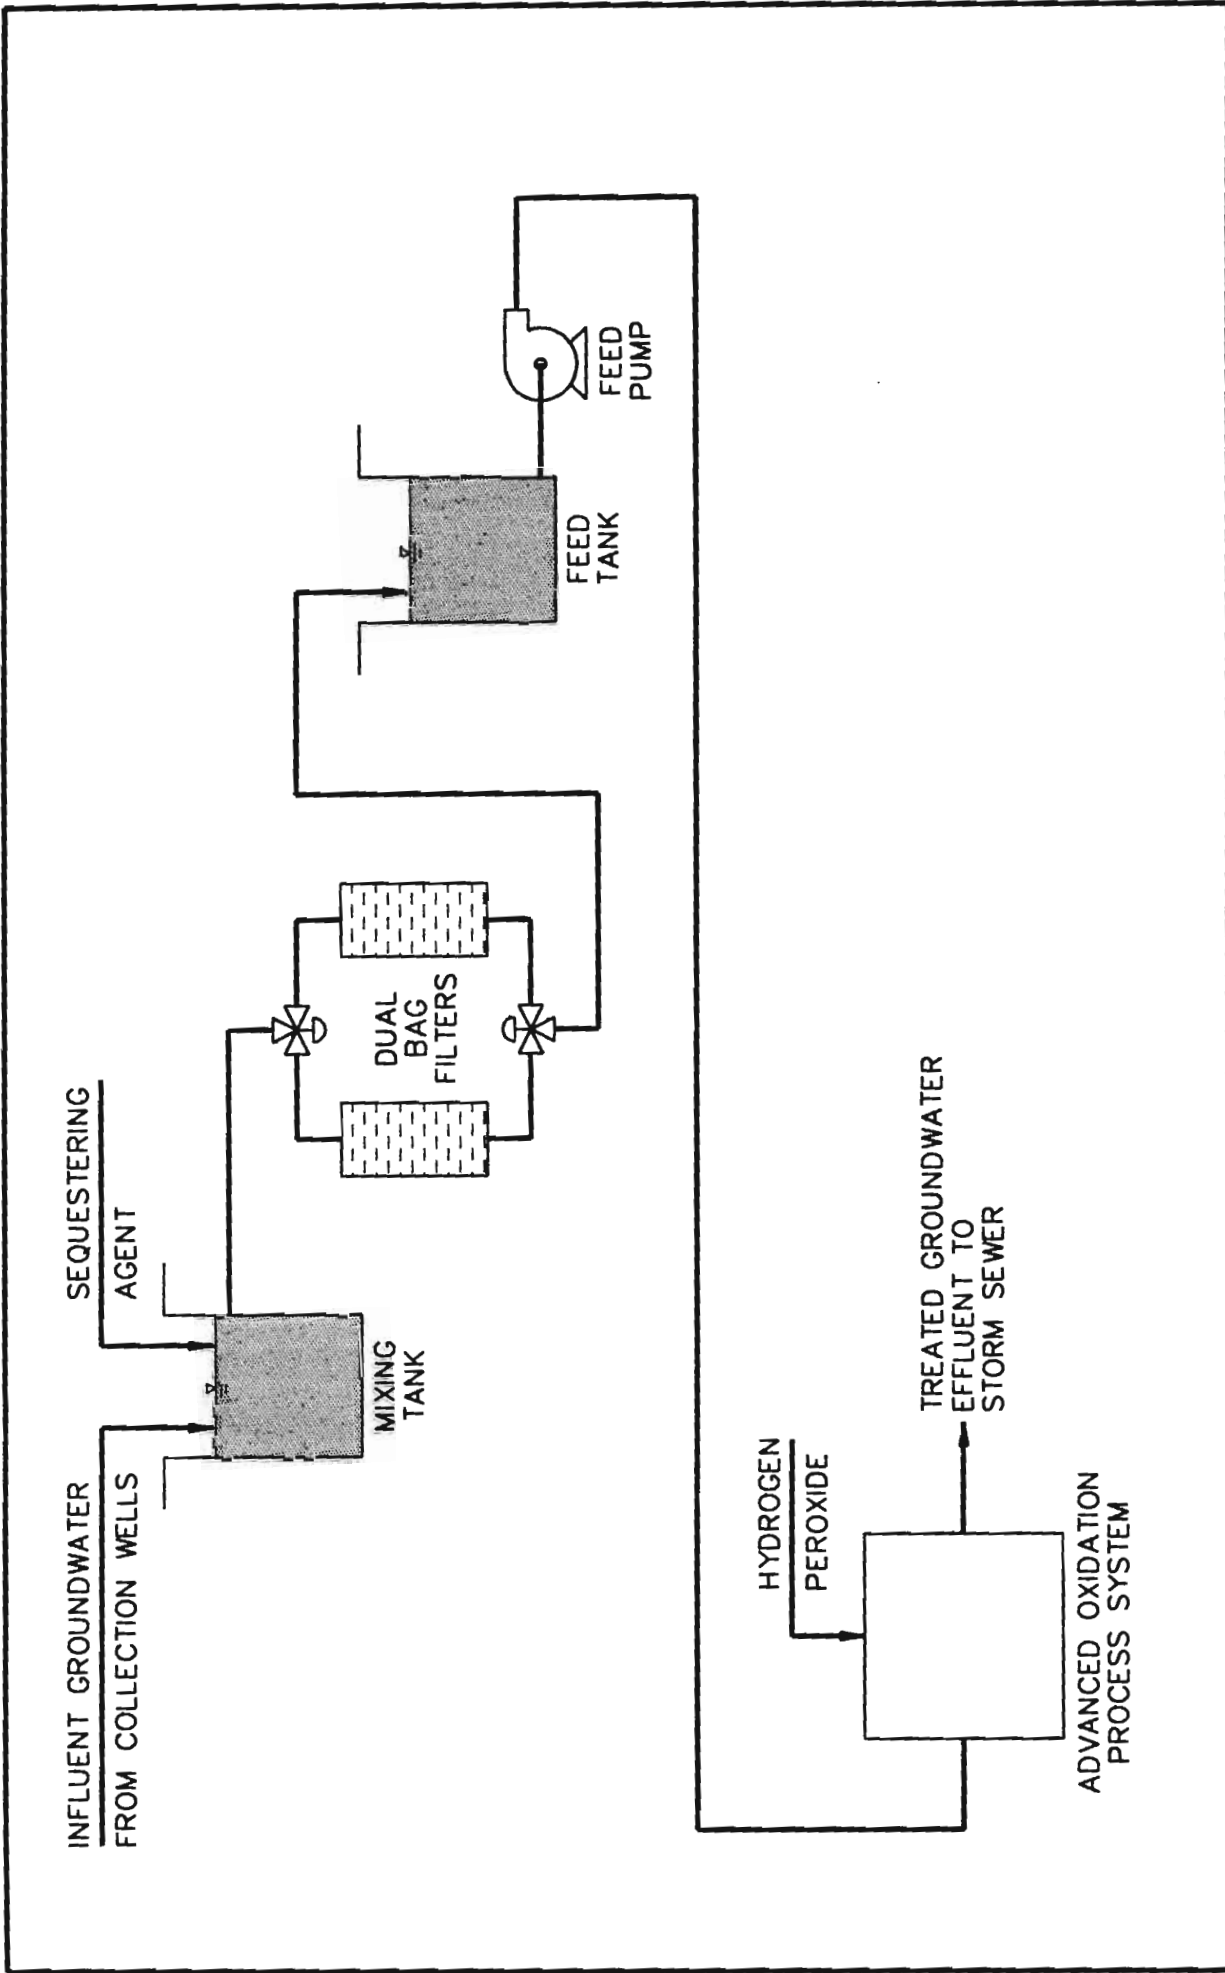 INFLUENT GROUNDWATER
FROM COLLECTION WELLS
SEQUESTERING
AGENT
MIXING
TANK
DUAL
BAG
FILTERS
FEED
TANK
FEED
PUMP
HYDROGEN
PEROXIDE
ADVANCED OXIDATION
PROCESS SYSTEM
TREATED GROUNDWATER
EFFLUENT TO
STORM SEWER